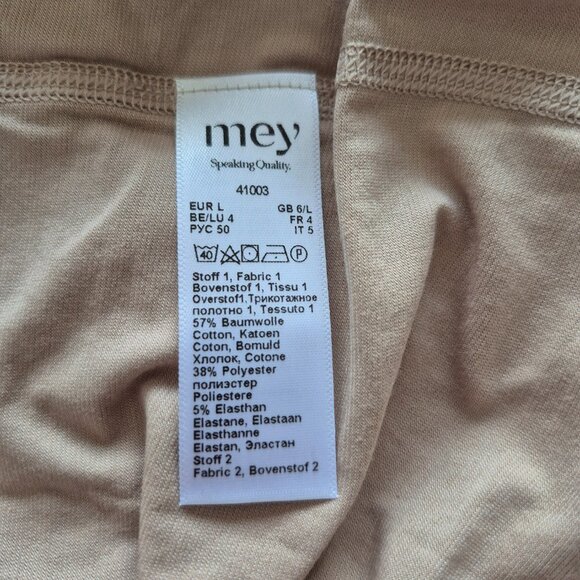 mey
Speaking Quality.
41003
EUR L GB 6/L
BE/LU 4 FR 4
РУС 50 IT 5
40 P
Stoff 1, Fabric 1
Bovenstof 1, Tissu 1
Overstof1,Трикотажное
полотно 1, Tessuto 1
57% Baumwolle
Cotton, Katoen
Coton, Bomuld
Хлопок, Cotone
38% Polyester
полиэстер
Poliestere
5% Elasthan
Elastane, Elastaan
Elasthanne
Elastan, Эластан
Stoff 2
Fabric 2, Bovenstof 2